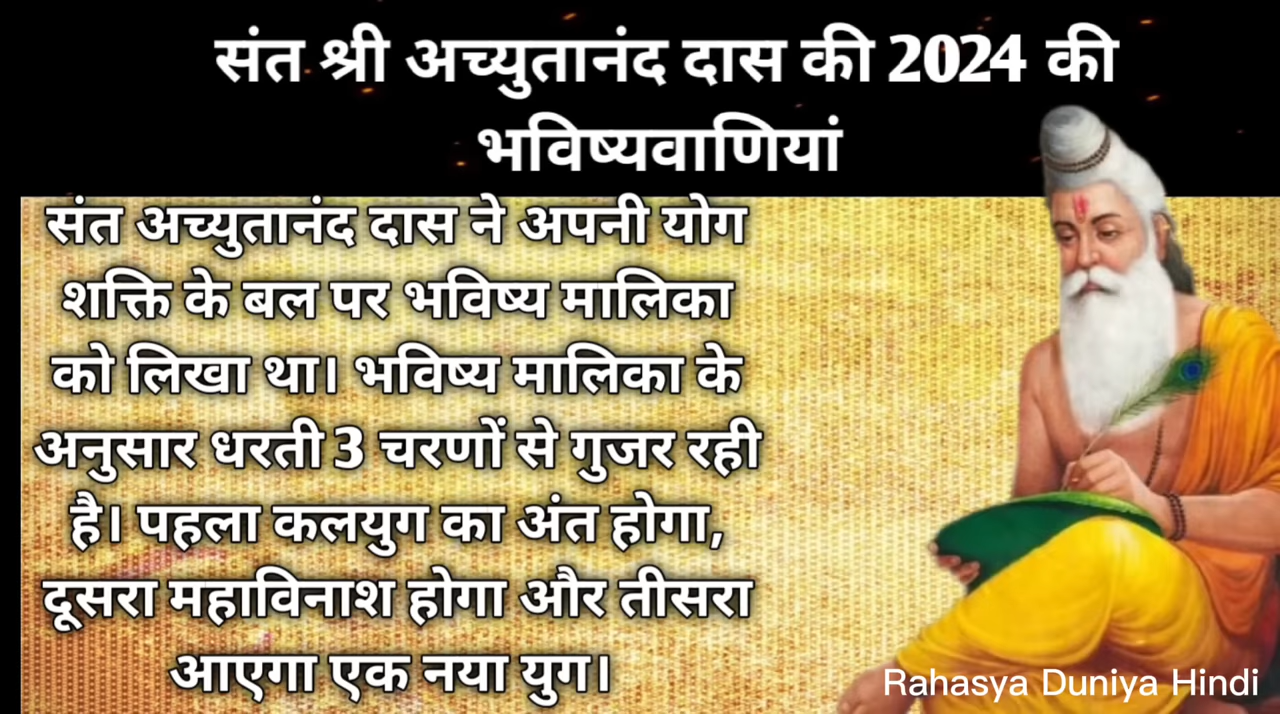 संत श्री अच्युतानंद दास की 2024 की
भविष्यवाणियां
संत अच्युतानंद दास ने अपनी योग
शक्ति के बल पर भविष्य मालिका
को लिखा था। भविष्य मालिका के
अनुसार धरती 3 चरणों से गुजर रही
है। पहला कलयुग का अंत होगा,
दूसरा महाविनाश होगा और तीसरा
आएगा एक नया युग।
Rahasya Duniya Hindi